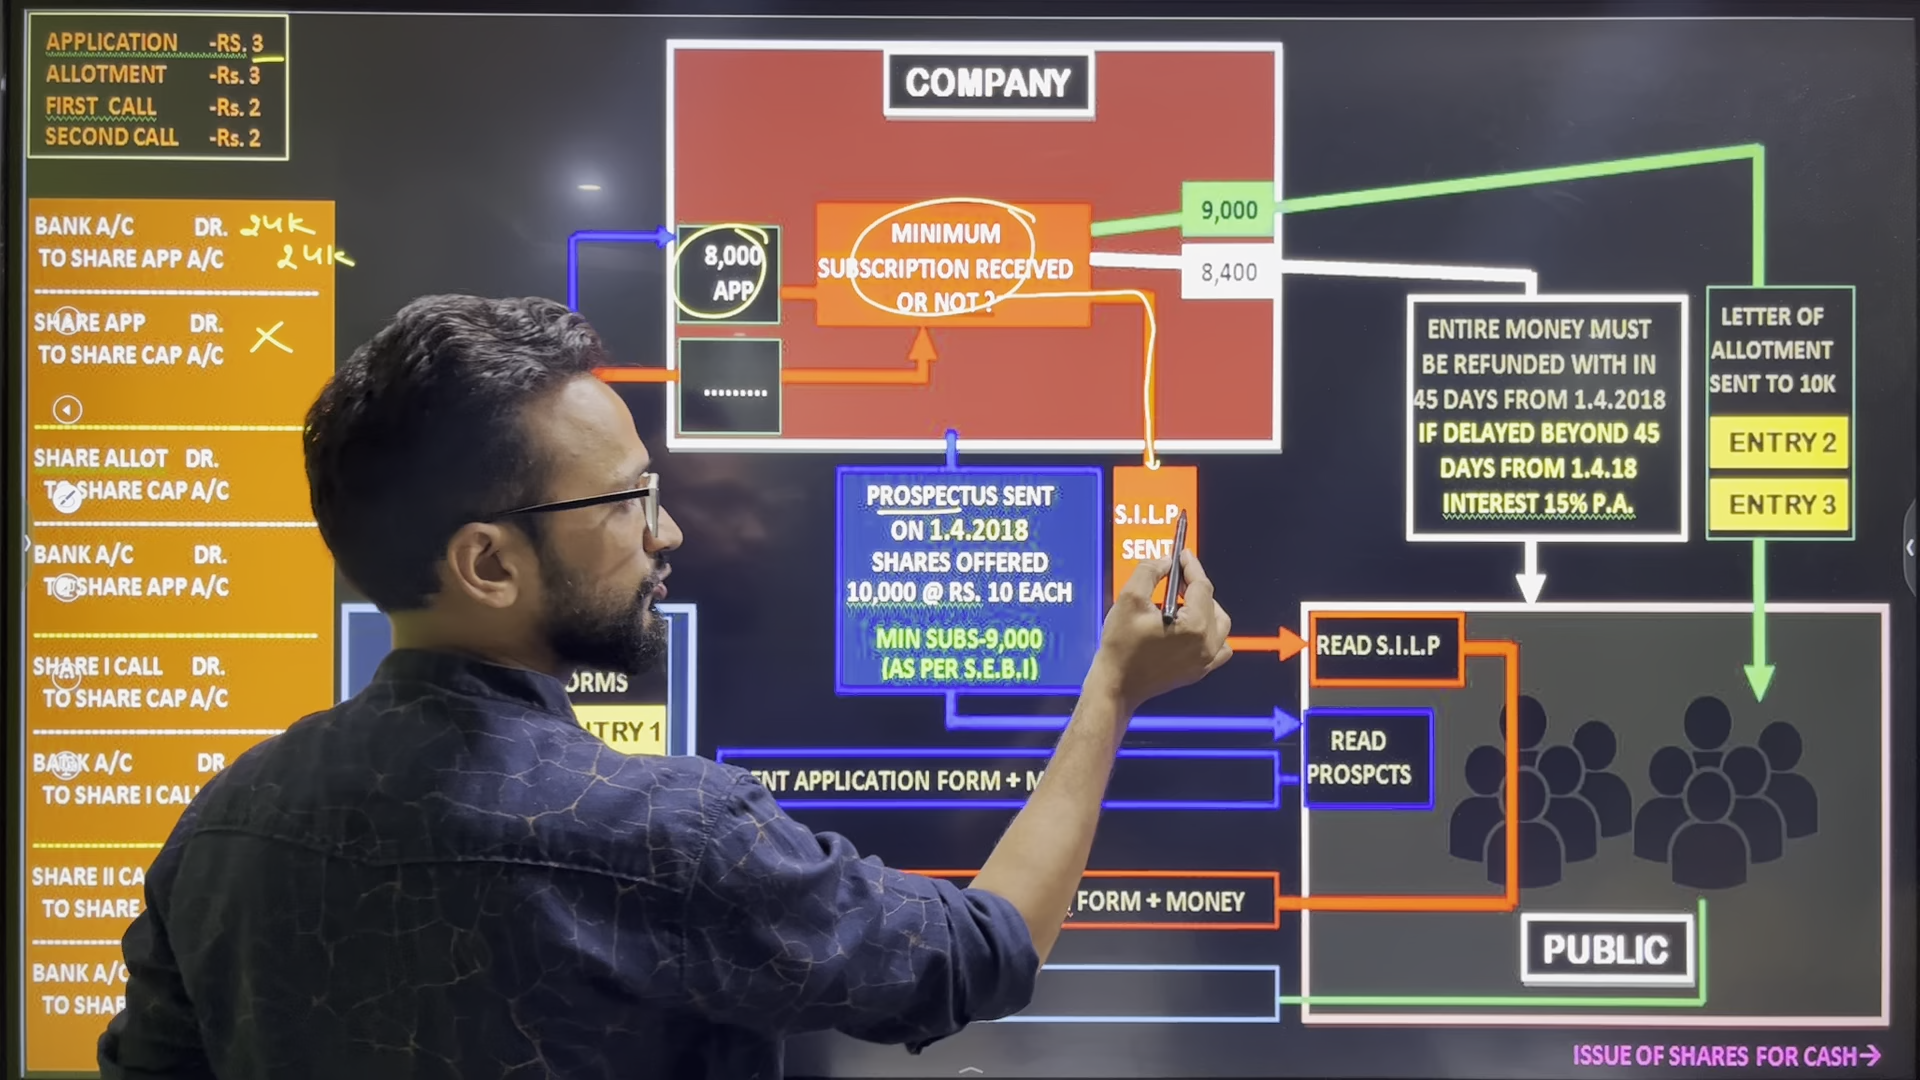 APPLICATION -RS. 3
ALLOTMENT -Rs. 3
FIRST CALL -Rs. 2
SECOND CALL -Rs. 2
BANK A/C DR. 24K
TO SHARE APP A/C 24K
SHARE APP DR.
TO SHARE CAP A/C
SHARE ALLOT DR.
TO SHARE CAP A/C
BANK A/C DR.
TO SHARE APP A/C
SHARE I CALL DR.
TO SHARE CAP A/C
BANK A/C DR
TO SHARE I CALL
SHARE II CA
TO SHARE
BANK A/C
TO SHAR
COMPANY
8,000
APP
.........
MINIMUM
SUBSCRIPTION RECEIVED
OR NOT ?
9,000
8,400
PROSPECTUS SENT
ON 1.4.2018
SHARES OFFERED
10,000 @ RS. 10 EACH
MIN SUBS-9,000
(AS PER S.E.B.I)
S.I.L.P
SENT
ENTIRE MONEY MUST
BE REFUNDED WITH IN
45 DAYS FROM 1.4.2018
IF DELAYED BEYOND 45
DAYS FROM 1.4.18
INTEREST 15% P.A.
LETTER OF
ALLOTMENT
SENT TO 10K
ENTRY 2
ENTRY 3
ORMS
NTRY 1
READ S.I.L.P
READ
PROSPCTS
ENT APPLICATION FORM + M
FORM + MONEY
PUBLIC
ISSUE OF SHARES FOR CASH→